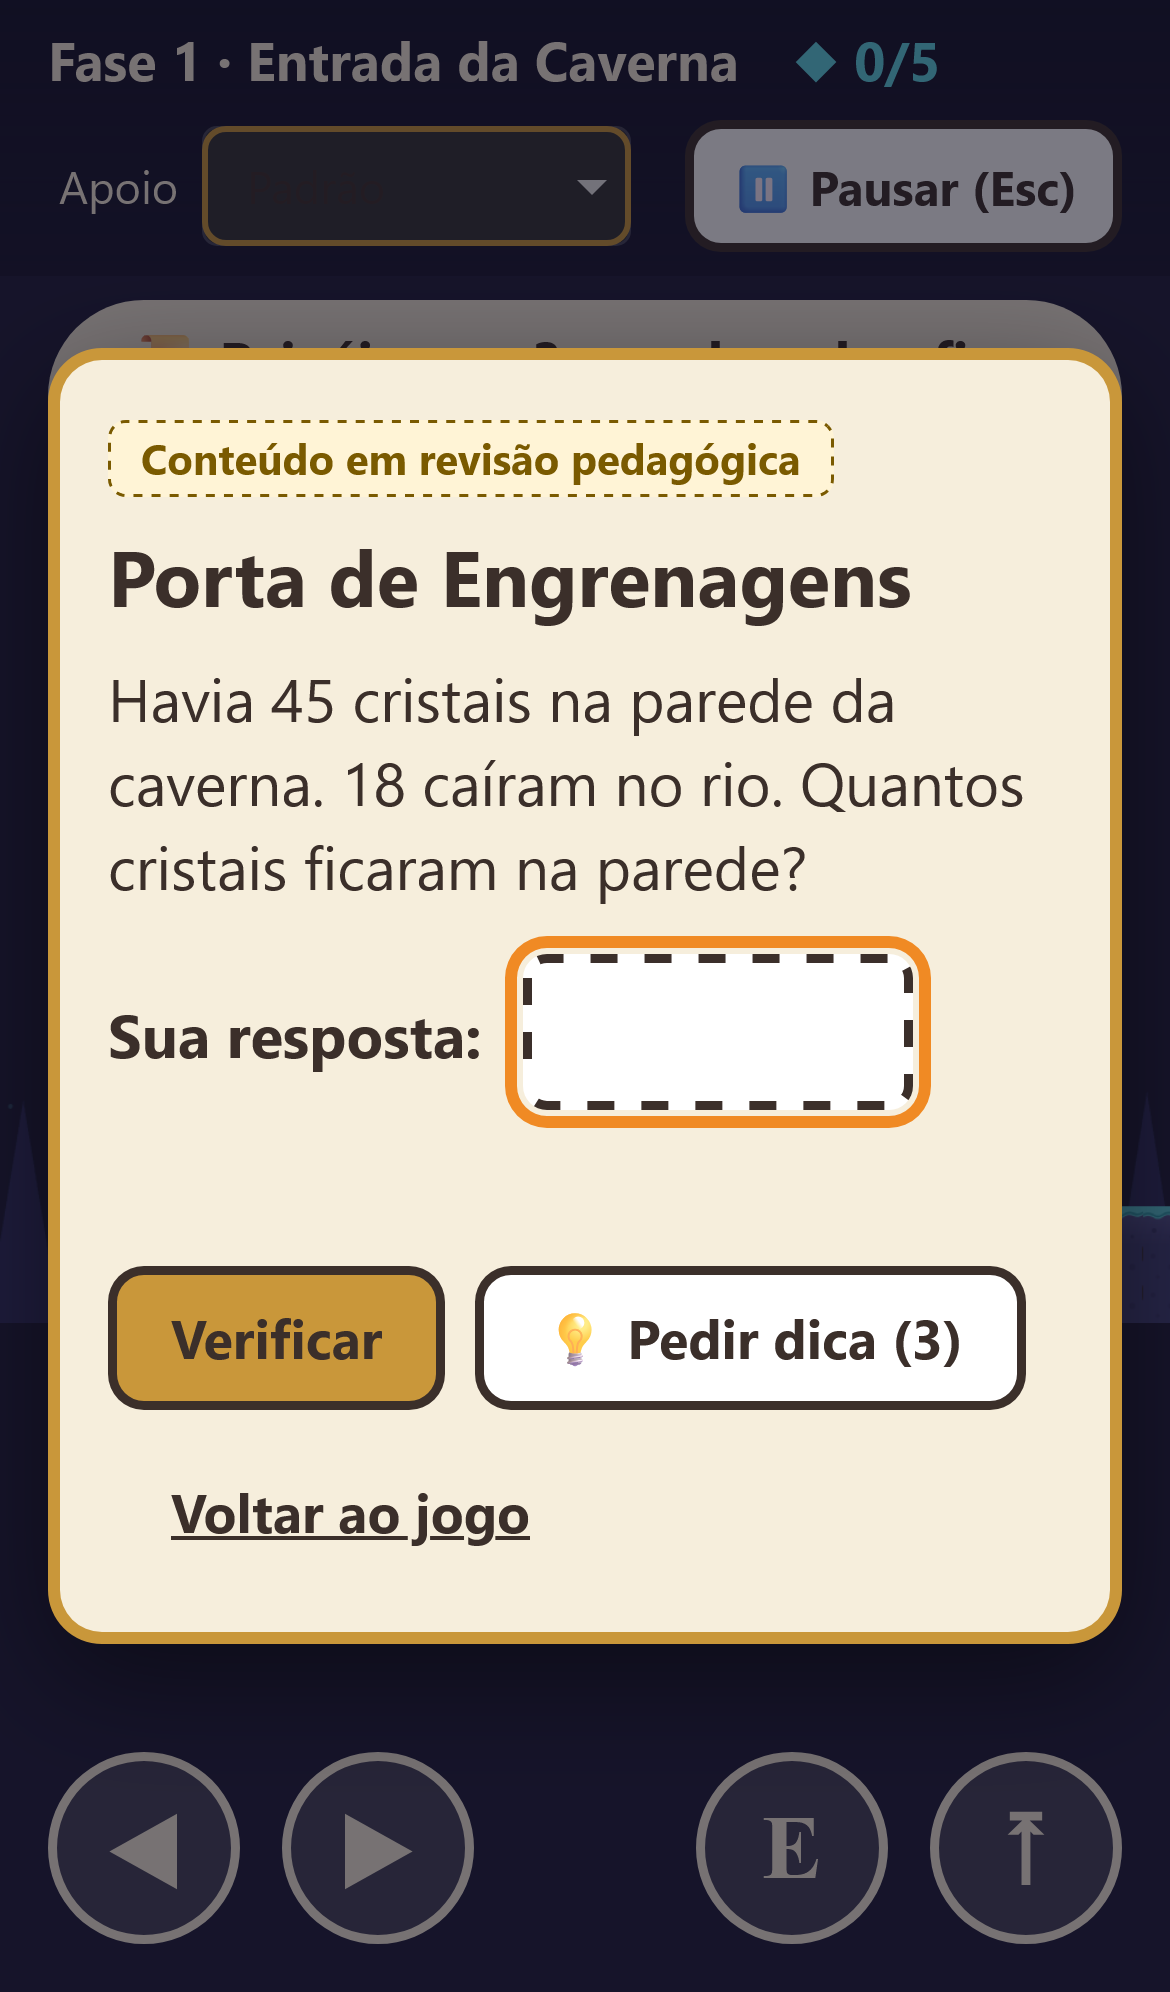 Fase 1 · Entrada da Caverna ◆ 0/5
Apoio
Pausar (Esc)
Conteúdo em revisão pedagógica
Porta de Engrenagens
Havia 45 cristais na parede da
caverna. 18 caíram no rio. Quantos
cristais ficaram na parede?
Sua resposta:
Verificar
💡 Pedir dica (3)
Voltar ao jogo
E